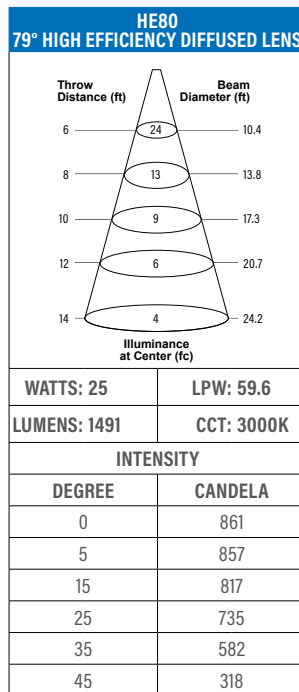 HE80
79° HIGH EFFICIENCY DIFFUSED LENS
Throw Beam
Distance (ft) Diameter (ft)
6 24 10.4
8 13 13.8
10 9 17.3
12 6 20.7
14 4 24.2
Illuminance
at Center (fc)
WATTS: 25 LPW: 59.6
LUMENS: 1491 CCT: 3000K
INTENSITY
DEGREE CANDELA
0 861
5 857
15 817
25 735
35 582
45 318